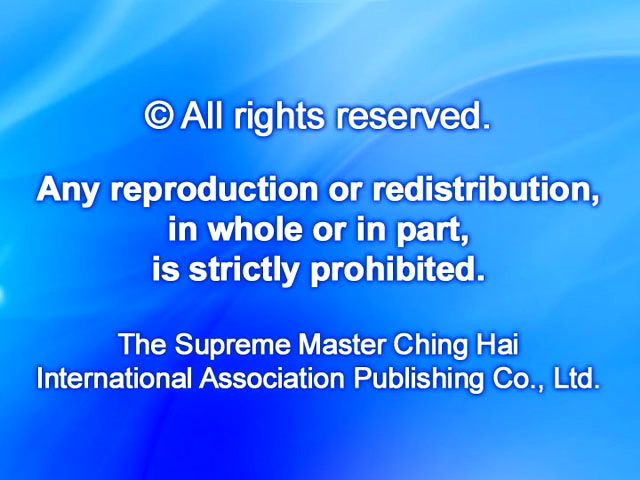 © All rights reserved.
Any reproduction or redistribution,
in whole or in part,
is strictly prohibited.
The Supreme Master Ching Hai
International Association Publishing Co., Ltd.